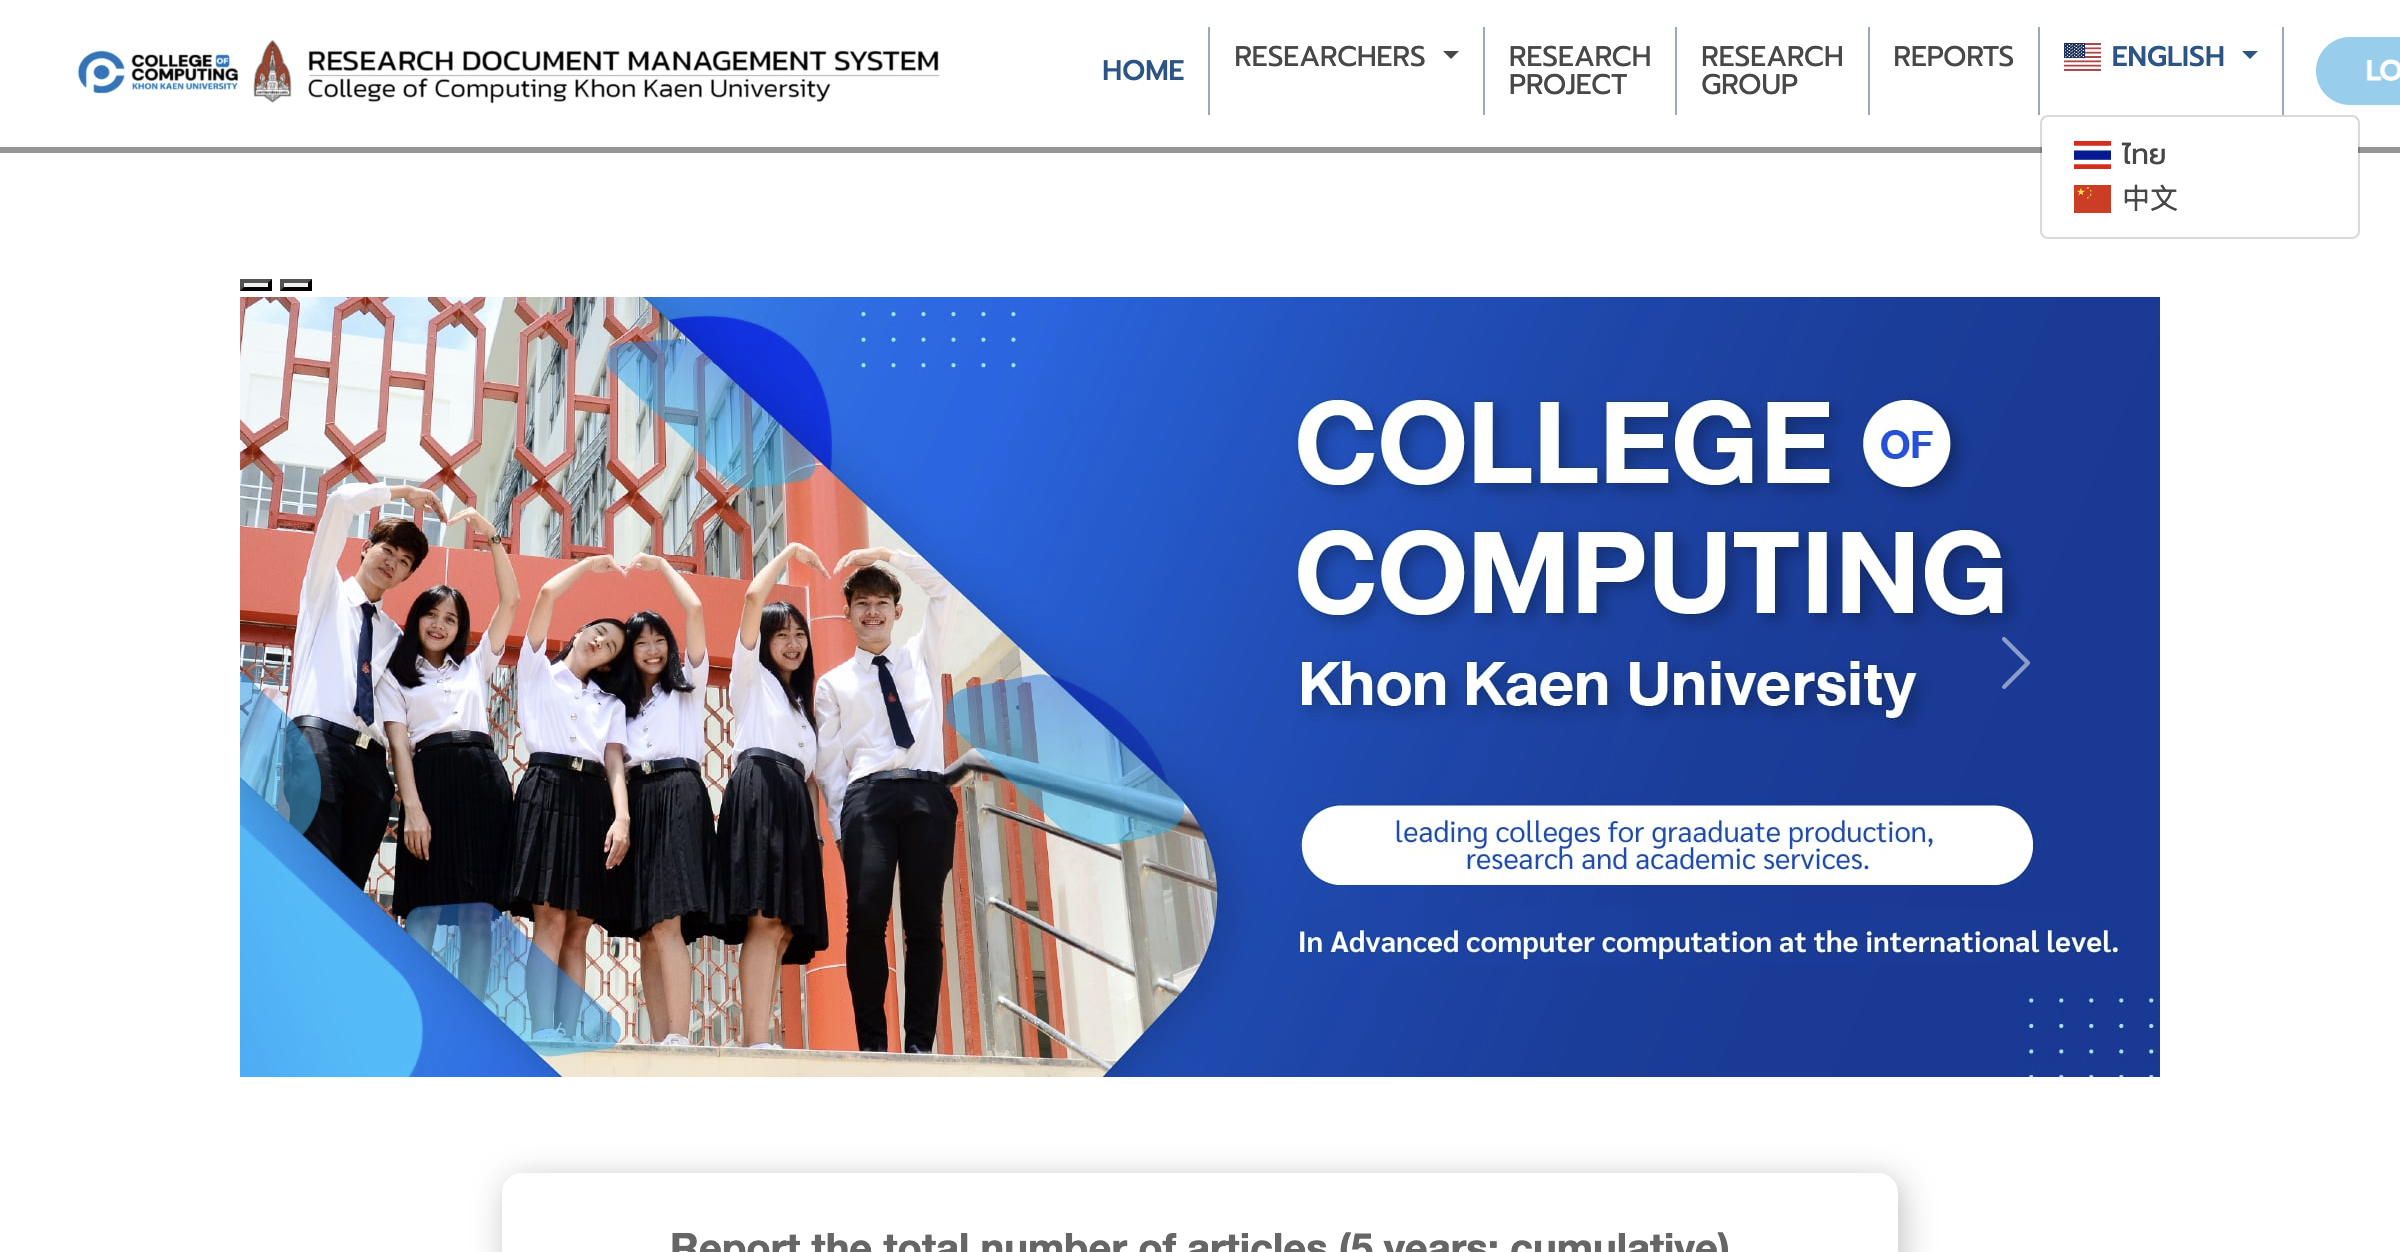 COLLEGE OF
COMPUTING
KHON KAEN UNIVERSITY
RESEARCH DOCUMENT MANAGEMENT SYSTEM
College of Computing Khon Kaen University
HOME
RESEARCHERS
RESEARCH
PROJECT
RESEARCH
GROUP
REPORTS
ENGLISH
LO
ไทย
中文
COLLEGE OF
COMPUTING
Khon Kaen University
leading colleges for graaduate production,
research and academic services.
In Advanced computer computation at the international level.
Report the total number of articles (5 years: cumulative)